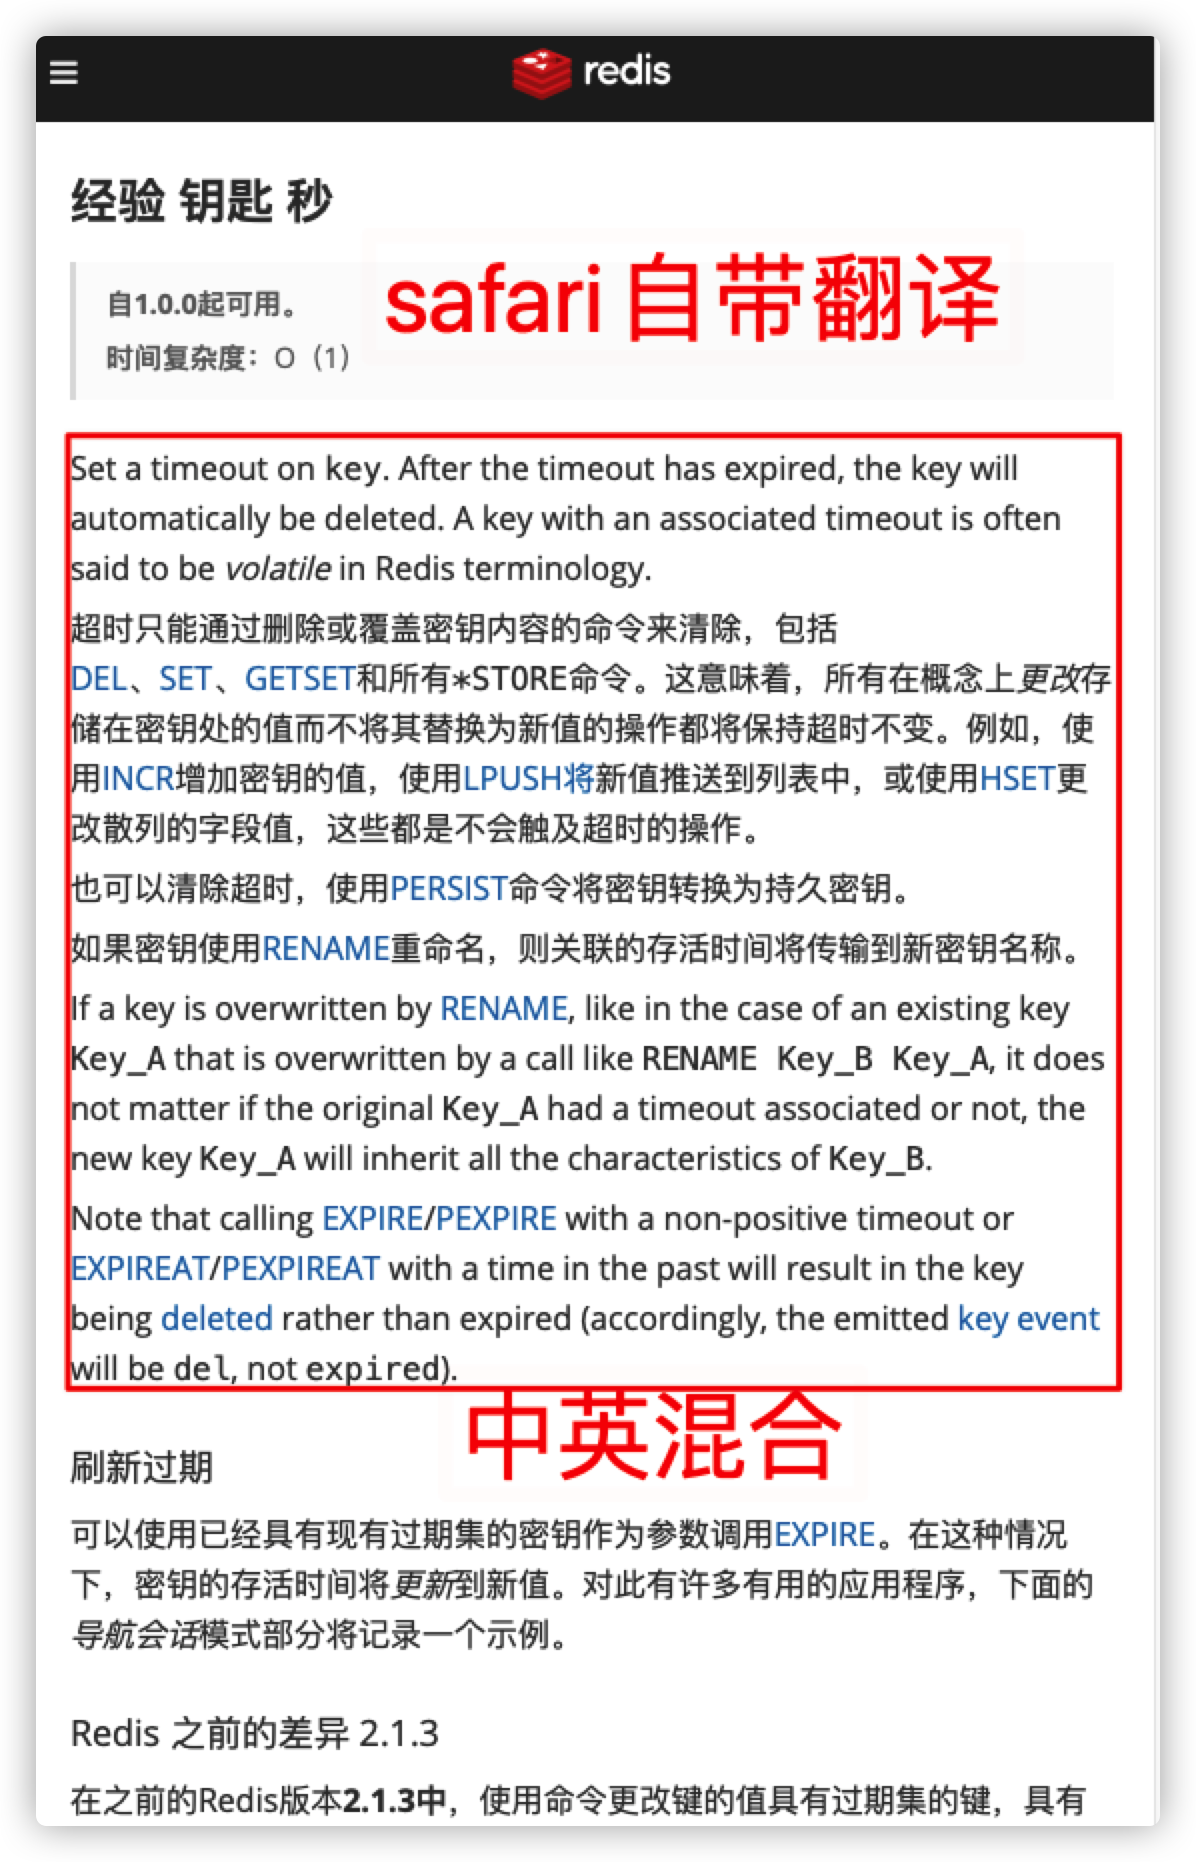 redis
经验 钥匙 秒
safari 自带翻译
自1.0.0起可用。
时间复杂度：O（1）
Set a timeout on key. After the timeout has expired, the key will
automatically be deleted. A key with an associated timeout is often
said to be volatile in Redis terminology.
超时只能通过删除或覆盖密钥内容的命令来清除，包括
DEL、SET、GETSET和所有*STORE命令。这意味着，所有在概念上更改存
储在密钥处的值而不将其替换为新值的操作都将保持超时不变。例如，使
用INCR增加密钥的值，使用LPUSH将新值推送到列表中，或使用HSET更
改散列的字段值，这些都是不会触及超时的操作。
也可以清除超时，使用PERSIST命令将密钥转换为持久密钥。
如果密钥使用RENAME重命名，则关联的存活时间将传输到新密钥名称。
If a key is overwritten by RENAME, like in the case of an existing key
Key_A that is overwritten by a call like RENAME Key_B Key_A, it does
not matter if the original Key_A had a timeout associated or not, the
new key Key_A will inherit all the characteristics of Key_B.
Note that calling EXPIRE/PEXPIRE with a non-positive timeout or
EXPIREAT/PEXPIREAT with a time in the past will result in the key
being deleted rather than expired (accordingly, the emitted key event
will be del, not expired).
中英混合
刷新过期
可以使用已经具有现有过期集的密钥作为参数调用EXPIRE。在这种情况
下，密钥的存活时间将更新到新值。对此有许多有用的应用程序，下面的
导航会话模式部分将记录一个示例。
Redis 之前的差异 2.1.3
在之前的Redis版本2.1.3中，使用命令更改键的值具有过期集的键，具有